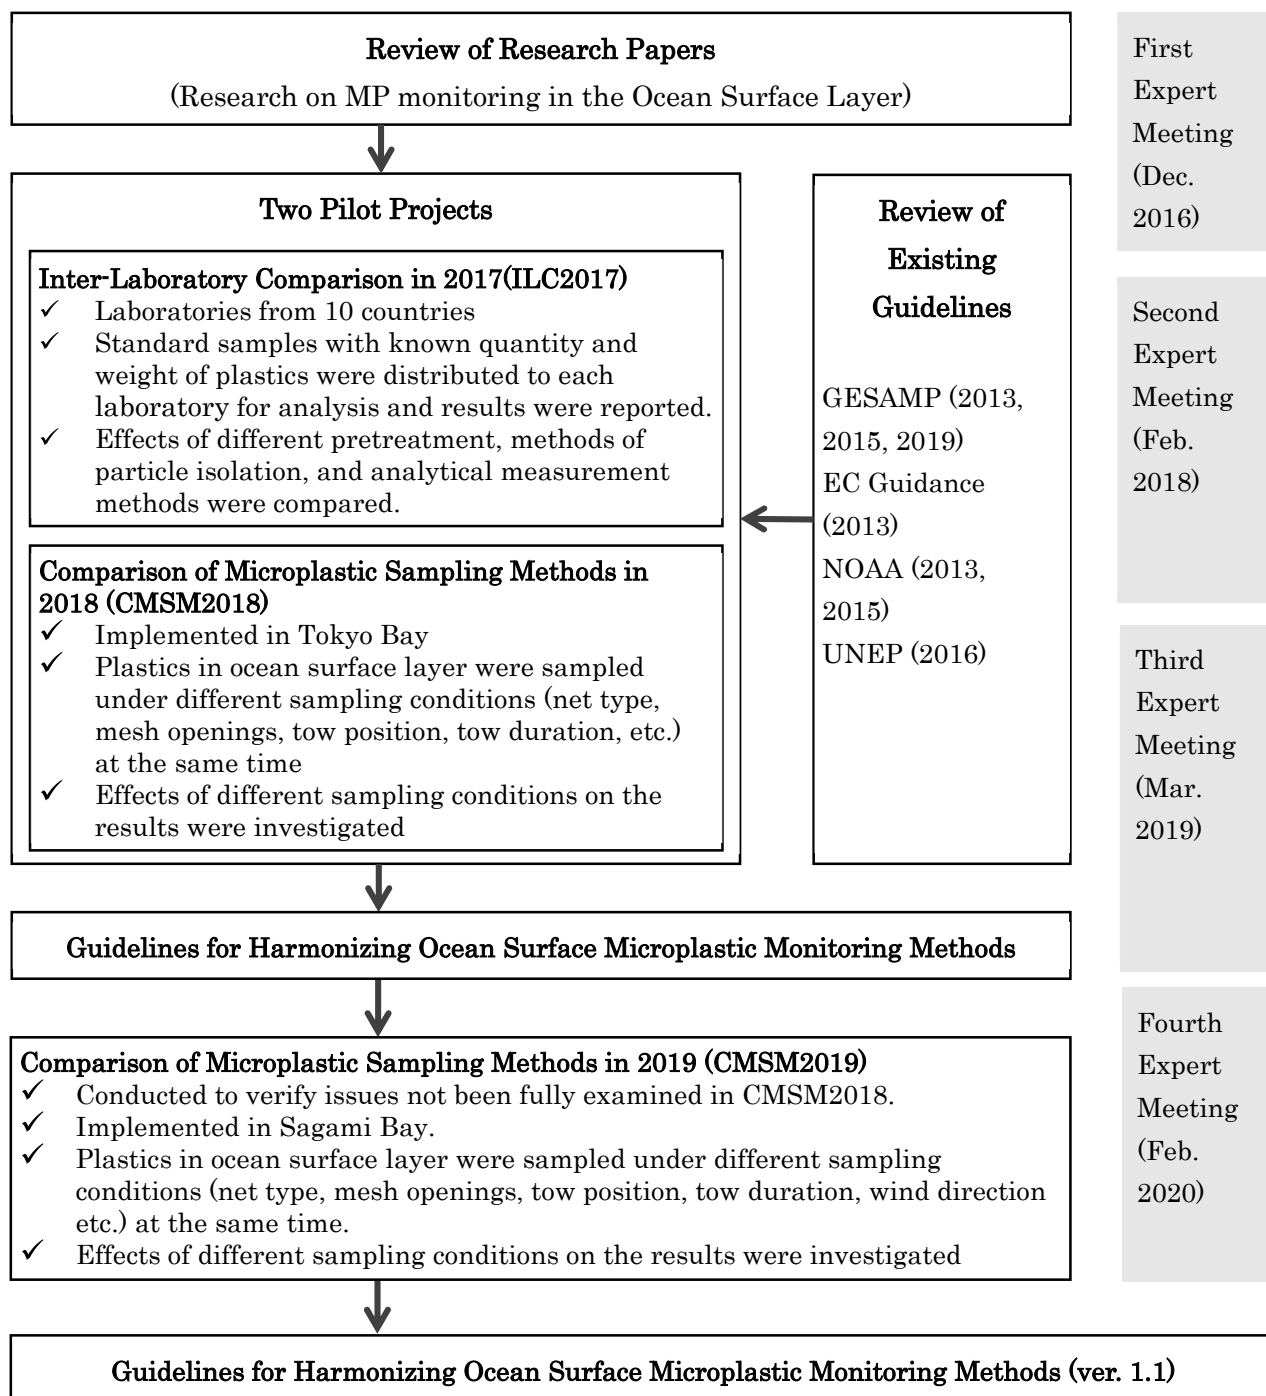 Review of Research Papers
(Research on MP monitoring in the Ocean Surface Layer)
Two Pilot Projects
Inter-Laboratory Comparison in 2017(ILC2017)
✓ Laboratories from 10 countries
✓ Standard samples with known quantity and
weight of plastics were distributed to each
laboratory for analysis and results were reported.
✓ Effects of different pretreatment, methods of
particle isolation, and analytical measurement
methods were compared.
Comparison of Microplastic Sampling Methods in
2018 (CMSM2018)
✓ Implemented in Tokyo Bay
✓ Plastics in ocean surface layer were sampled
under different sampling conditions (net type,
mesh openings, tow position, tow duration, etc.)
at the same time
✓ Effects of different sampling conditions on the
results were investigated
Review of
Existing
Guidelines
GESAMP (2013,
2015, 2019)
EC Guidance
(2013)
NOAA (2013,
2015)
UNEP (2016)
Guidelines for Harmonizing Ocean Surface Microplastic Monitoring Methods
Comparison of Microplastic Sampling Methods in 2019 (CMSM2019)
✓ Conducted to verify issues not been fully examined in CMSM2018.
✓ Implemented in Sagami Bay.
✓ Plastics in ocean surface layer were sampled under different sampling
conditions (net type, mesh openings, tow position, tow duration, wind direction
etc.) at the same time.
✓ Effects of different sampling conditions on the results were investigated
Guidelines for Harmonizing Ocean Surface Microplastic Monitoring Methods (ver. 1.1)
First
Expert
Meeting
(Dec.
2016)
Second
Expert
Meeting
(Feb.
2018)
Third
Expert
Meeting
(Mar.
2019)
Fourth
Expert
Meeting
(Feb.
2020)